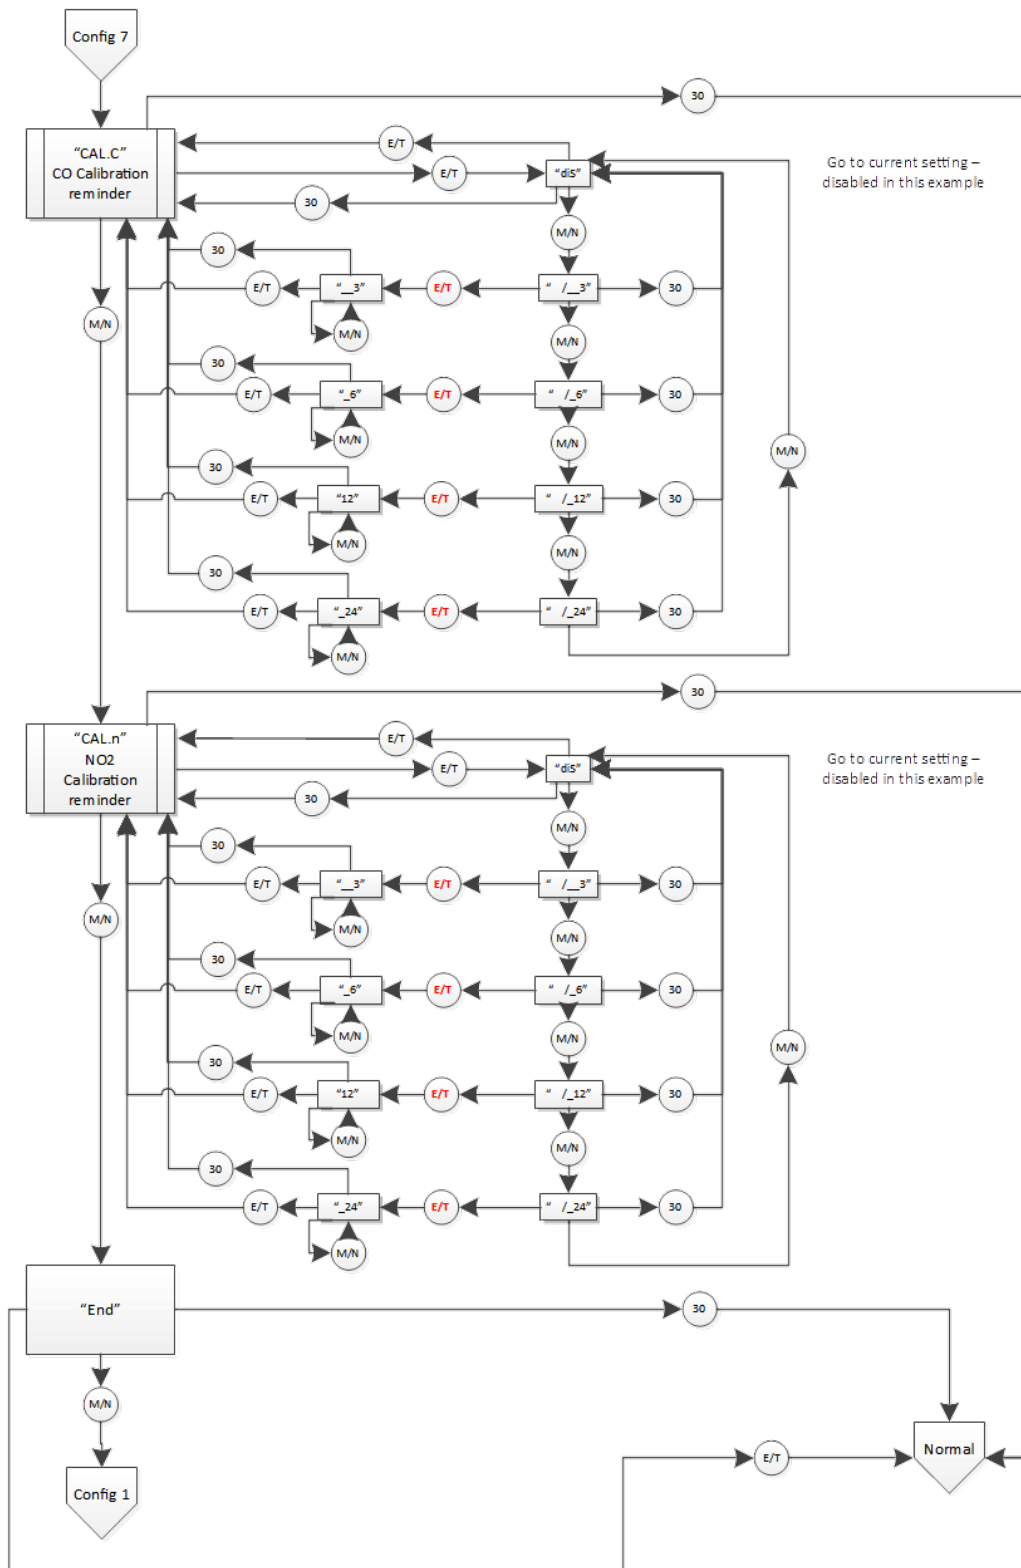 Config 7
30
“CAL.C”
CO Calibration
reminder
E/T
E/T
“diS”
Go to current setting –
disabled in this example
30
M/N
30
E/T
“__3”
E/T
“ /__3”
30
M/N
M/N
M/N
30
E/T
“_6”
E/T
“ /_6”
30
M/N
M/N
M/N
30
E/T
“12”
E/T
“ /_12”
30
M/N
M/N
30
E/T
“_24”
E/T
“ /_24”
30
M/N
30
“CAL.n”
NO2
Calibration
reminder
E/T
E/T
“diS”
Go to current setting –
disabled in this example
30
M/N
30
E/T
“__3”
E/T
“ /__3”
30
M/N
M/N
M/N
30
E/T
“_6”
E/T
“ /_6”
30
M/N
M/N
M/N
30
E/T
“12”
E/T
“ /_12”
30
M/N
M/N
30
E/T
“_24”
E/T
“ /_24”
30
M/N
“End”
30
M/N
Normal
E/T
Config 1